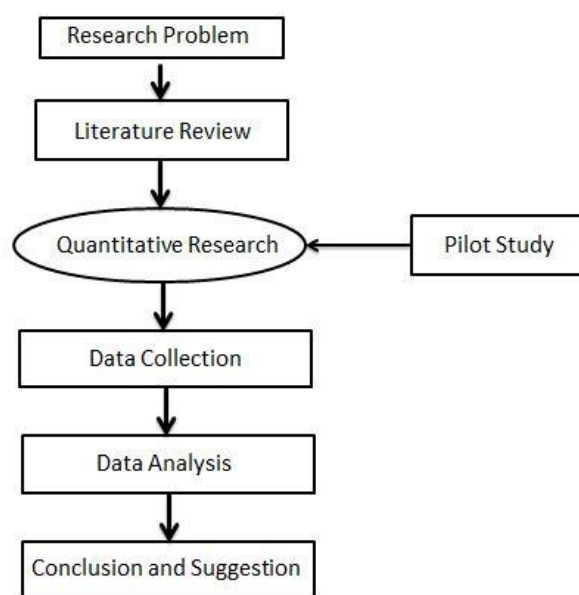 Research Problem
Literature Review
Quantitative Research
Pilot Study
Data Collection
Data Analysis
Conclusion and Suggestion